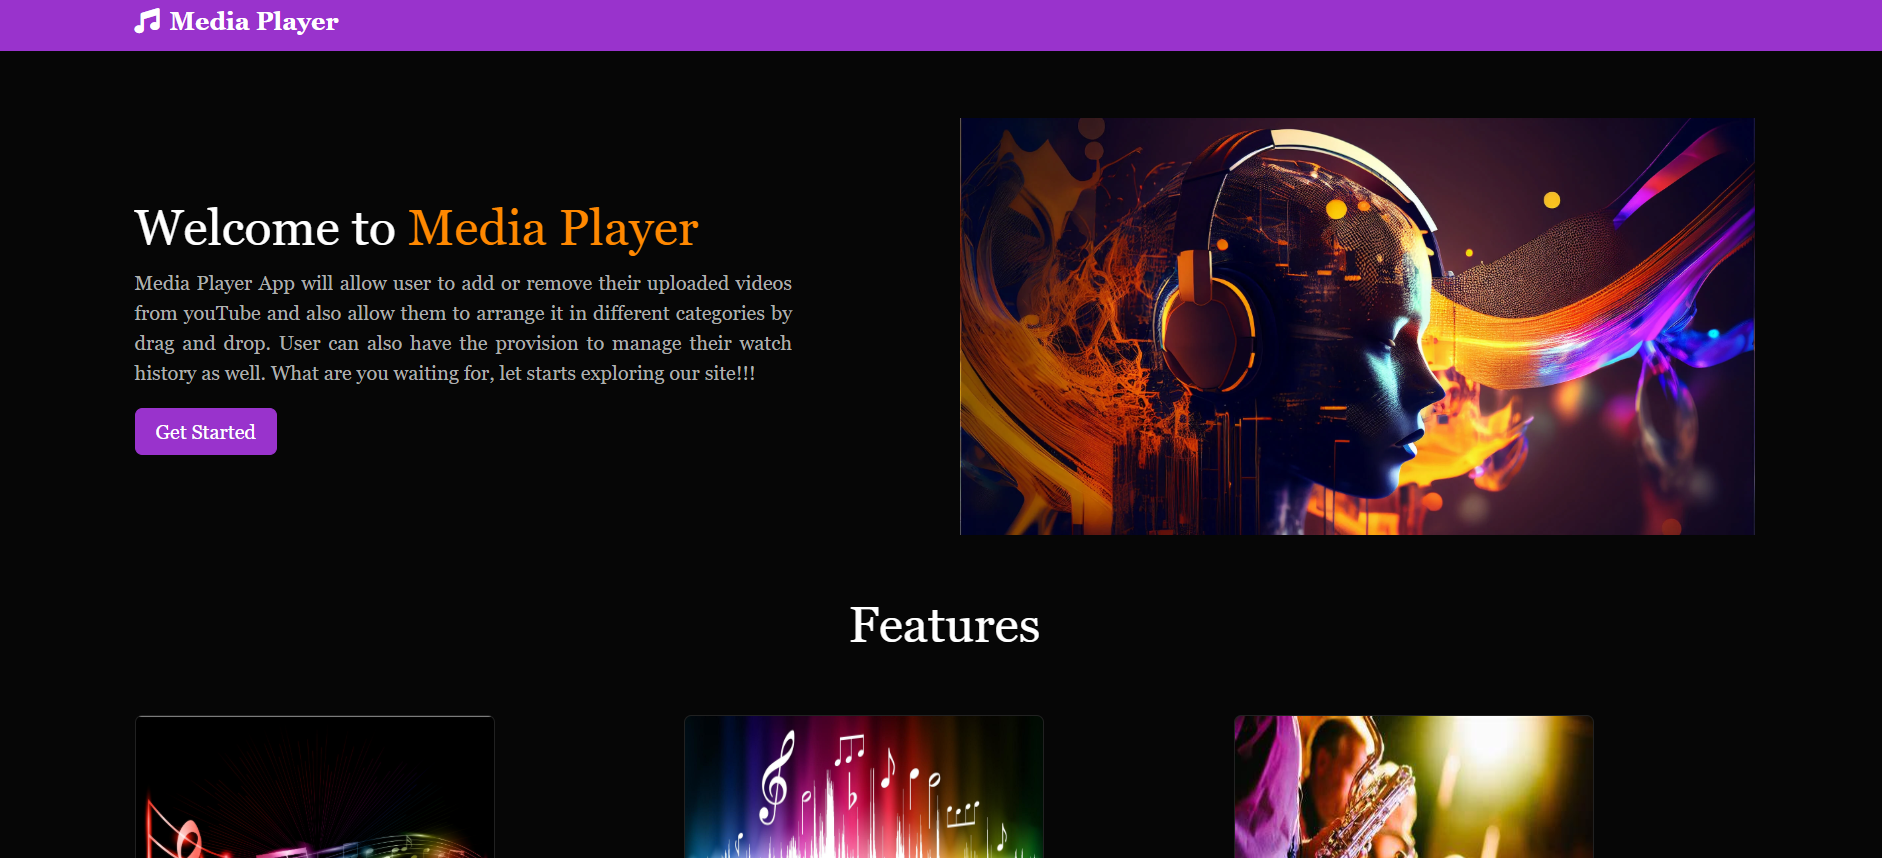 Media Player
Welcome to Media Player
Media Player App will allow user to add or remove their uploaded videos
from youTube and also allow them to arrange it in different categories by
drag and drop. User can also have the provision to manage their watch
history as well. What are you waiting for, let starts exploring our site!!!
Get Started
Features